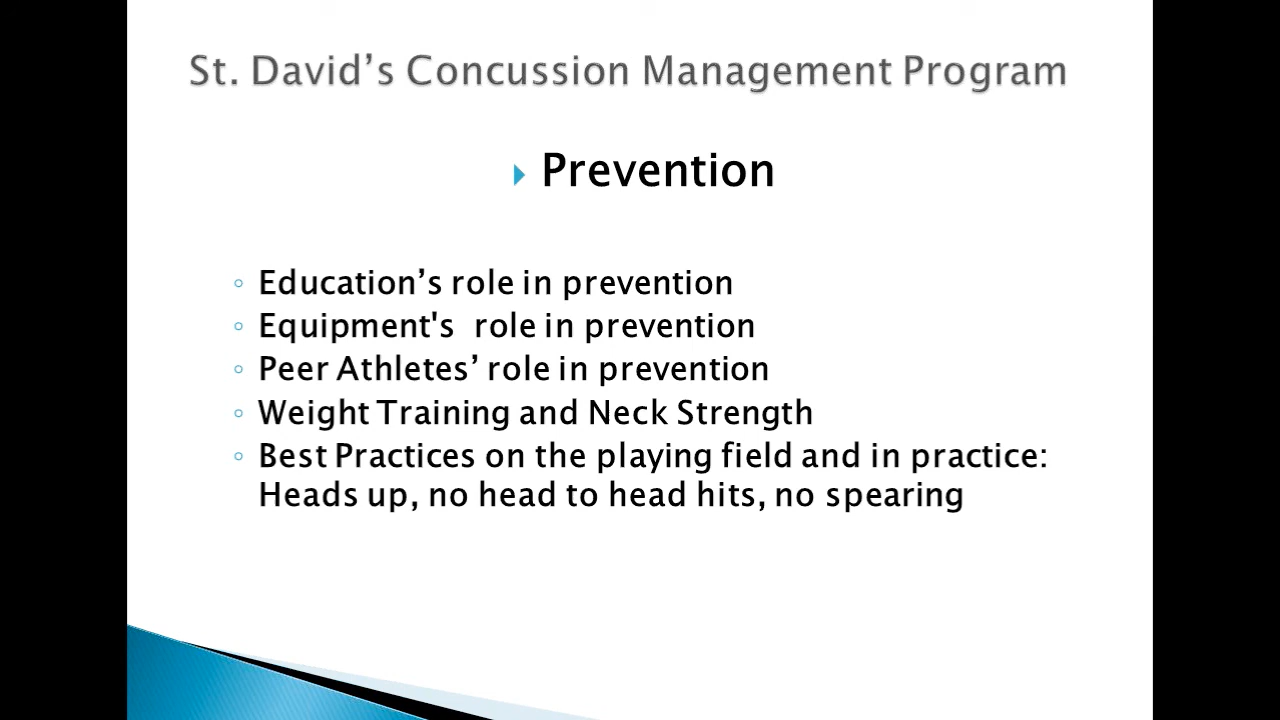 St. David’s Concussion Management Program
Prevention
Education’s role in prevention
Equipment's  role in prevention
Peer Athletes’ role in prevention
Weight Training and Neck Strength
Best Practices on the playing field and in practice:
Heads up, no head to head hits, no spearing